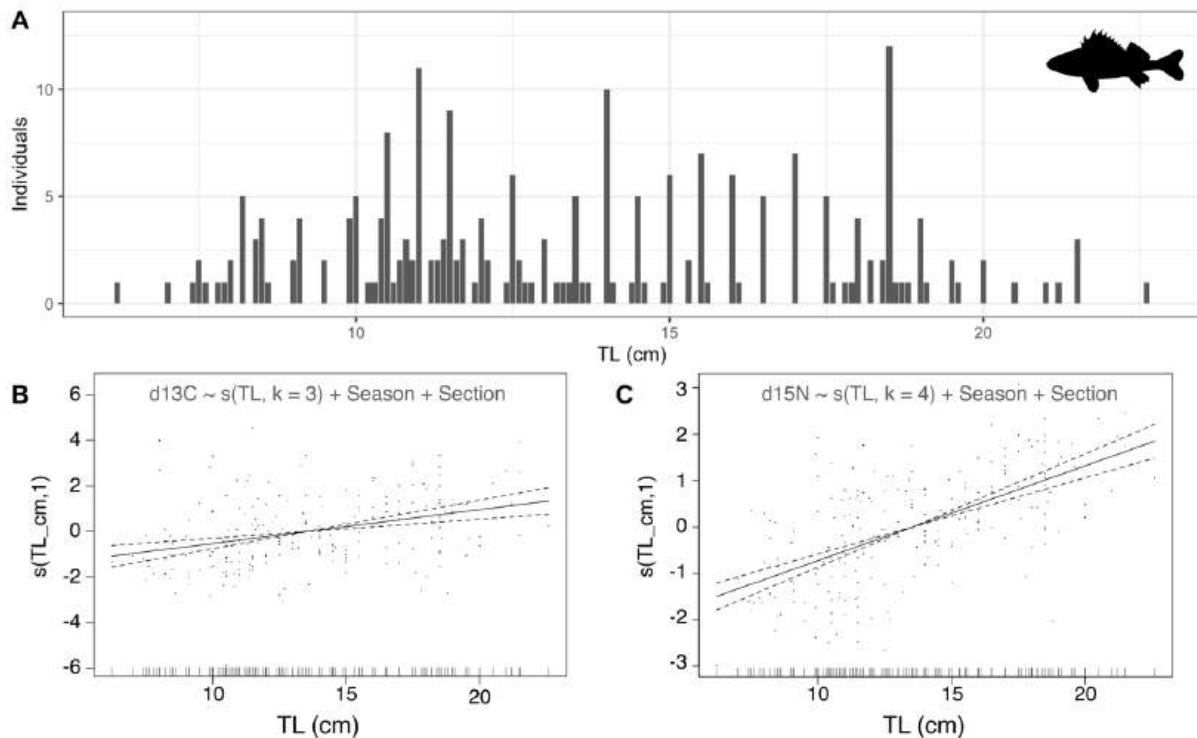 A
Individuals
10
5
0
10
15
20
TL (cm)
B
d13C ~ s(TL, k = 3) + Season + Section
s(TL_cm,1)
6
4
2
0
-2
-4
-6
10
15
20
TL (cm)
C
d15N ~ s(TL, k = 4) + Season + Section
s(TL_cm,1)
3
2
1
0
-1
-2
-3
10
15
20
TL (cm)